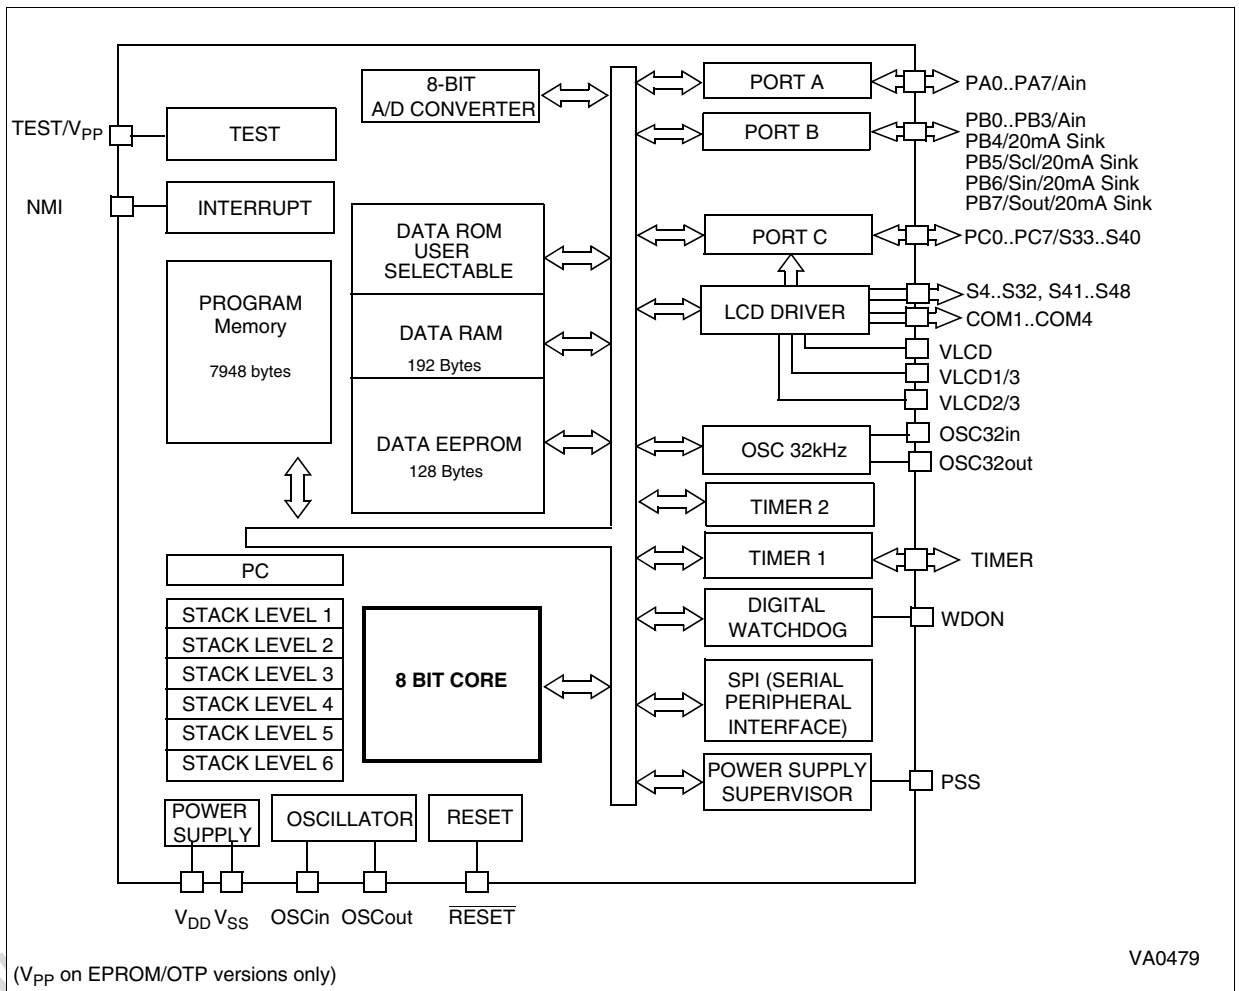 8-BIT
A/D CONVERTER
PORT A
PA0..PA7/Ain
TEST/VPP
TEST
PORT B
PB0..PB3/Ain
PB4/20mA Sink
PB5/Scl/20mA Sink
PB6/Sin/20mA Sink
PB7/Sout/20mA Sink
NMI
INTERRUPT
DATA ROM
USER
SELECTABLE
PORT C
PC0..PC7/S33..S40
PROGRAM
Memory
7948 bytes
DATA RAM
192 Bytes
LCD DRIVER
S4..S32, S41..S48
COM1..COM4
VLCD
VLCD1/3
VLCD2/3
DATA EEPROM
128 Bytes
OSC 32kHz
OSC32in
OSC32out
TIMER 2
TIMER 1
TIMER
PC
STACK LEVEL 1
STACK LEVEL 2
STACK LEVEL 3
STACK LEVEL 4
STACK LEVEL 5
STACK LEVEL 6
8 BIT CORE
DIGITAL
WATCHDOG
WDON
SPI (SERIAL
PERIPHERAL
INTERFACE)
POWER SUPPLY
SUPERVISOR
PSS
POWER
SUPPLY
OSCILLATOR
RESET
VDD VSS
OSCin OSCout
RESET
VA0479
(VPP on EPROM/OTP versions only)